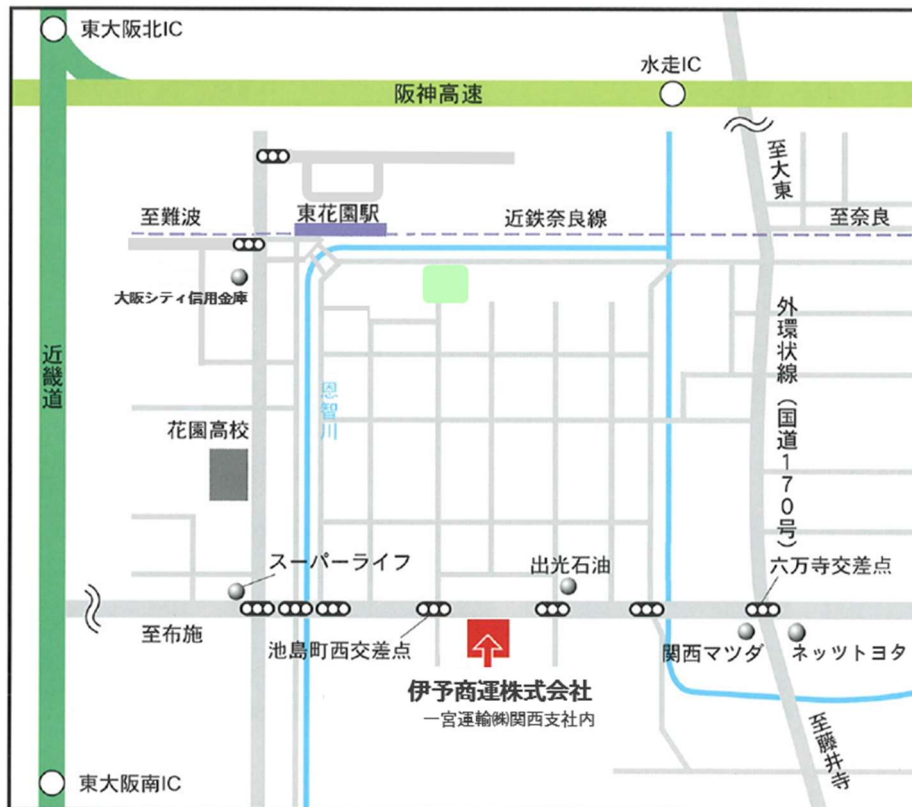 東大阪北IC
水走IC
阪神高速
至大東
至難波
東花園駅
近鉄奈良線
至奈良
大阪シティ信用金庫
近畿道
恩智川
外環状線（国道170号）
花園高校
スーパーライフ
出光石油
六万寺交差点
至布施
池島町西交差点
関西マツダ
ネッツトヨタ
伊予商運株式会社
一宮運輸㈱関西支社内
至藤井寺
東大阪南IC